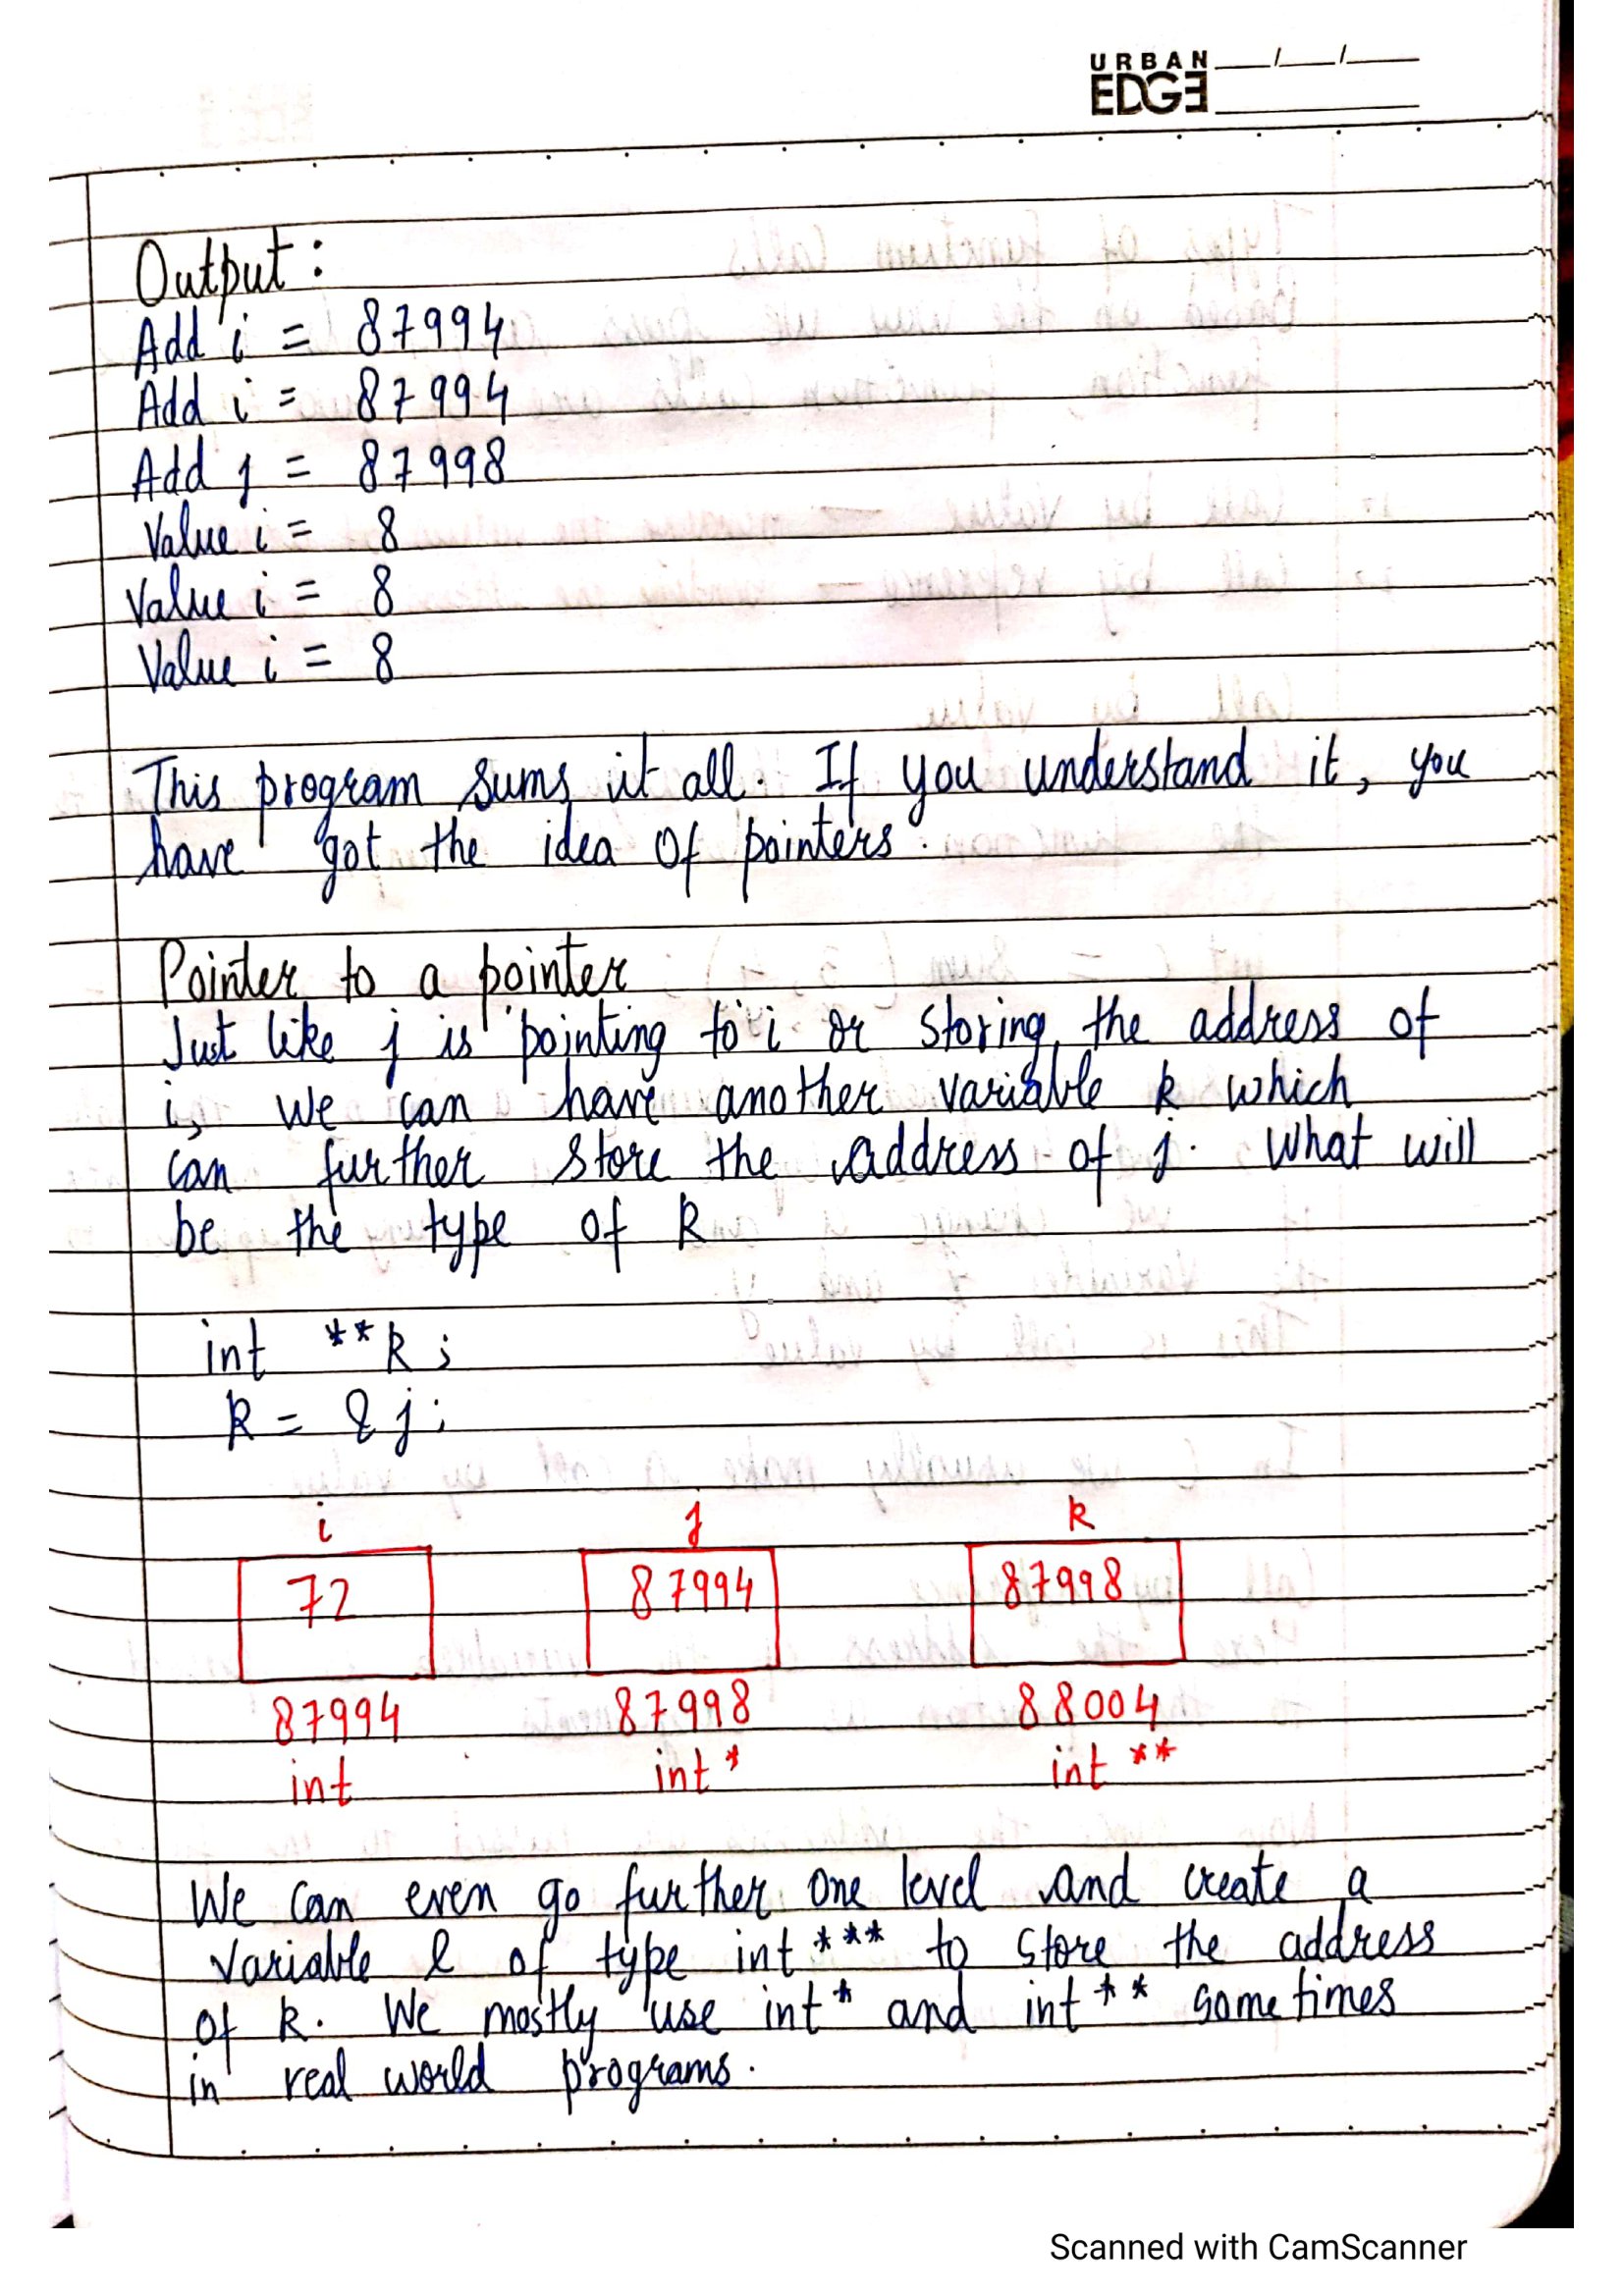 URBAN
EDGE
Output :
Add i = 87994
Add i = 87994
Add j = 87998
Value i = 8
Value i = 8
Value i = 8
This program sums it all. If you understand it, you
have got the idea of pointers.
Pointer to a pointer
Just like j is pointing to i or storing the address of
i, we can have another variable k which
can further store the address of j. What will
be the type of k
int **k ;
k = &j ;
i j k
72 87994 87998
87994 87998 88004
int int* int **
We can even go further one level and create a
variable l of type int *** to store the address
of k. We mostly use int* and int** sometimes
in real world programs.
Scanned with CamScanner